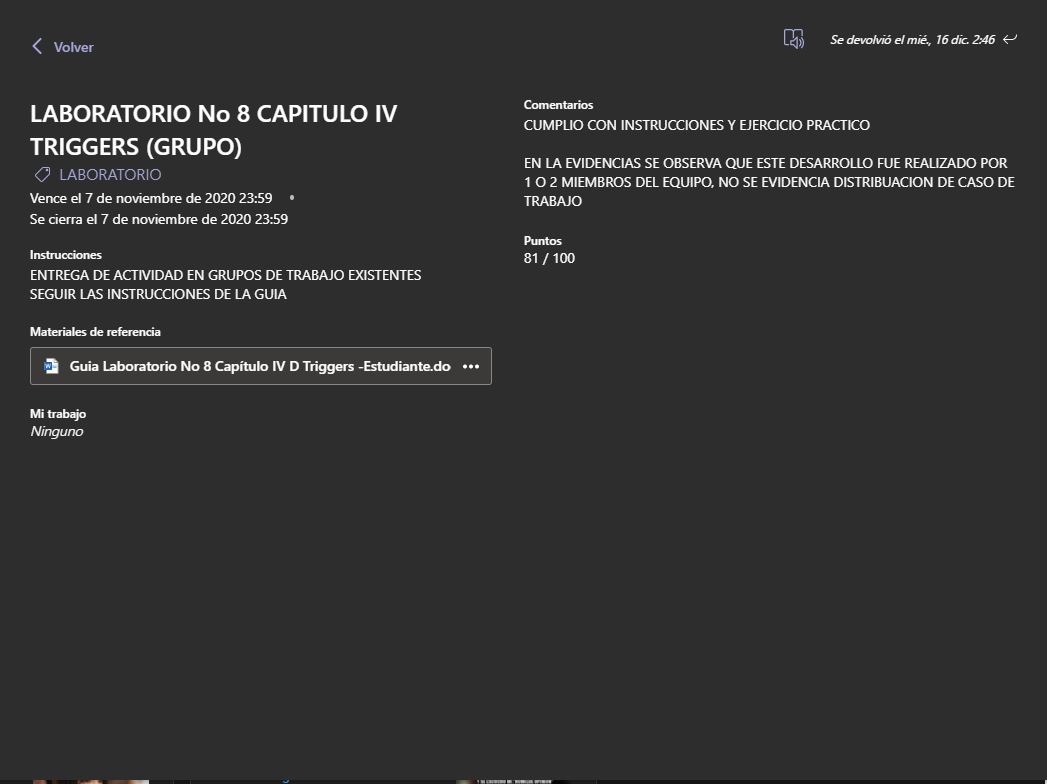 Volver
Se devolvió el mié., 16 dic. 2:46
LABORATORIO No 8 CAPITULO IV
TRIGGERS (GRUPO)
LABORATORIO
Vence el 7 de noviembre de 2020 23:59 •
Se cierra el 7 de noviembre de 2020 23:59
Instrucciones
ENTREGA DE ACTIVIDAD EN GRUPOS DE TRABAJO EXISTENTES
SEGUIR LAS INSTRUCCIONES DE LA GUIA
Materiales de referencia
Guia Laboratorio No 8 Capítulo IV D Triggers -Estudiante.do
Mi trabajo
Ninguno
Comentarios
CUMPLIO CON INSTRUCCIONES Y EJERCICIO PRACTICO
EN LA EVIDENCIAS SE OBSERVA QUE ESTE DESARROLLO FUE REALIZADO POR
1 O 2 MIEMBROS DEL EQUIPO, NO SE EVIDENCIA DISTRIBUACION DE CASO DE
TRABAJO
Puntos
81 / 100